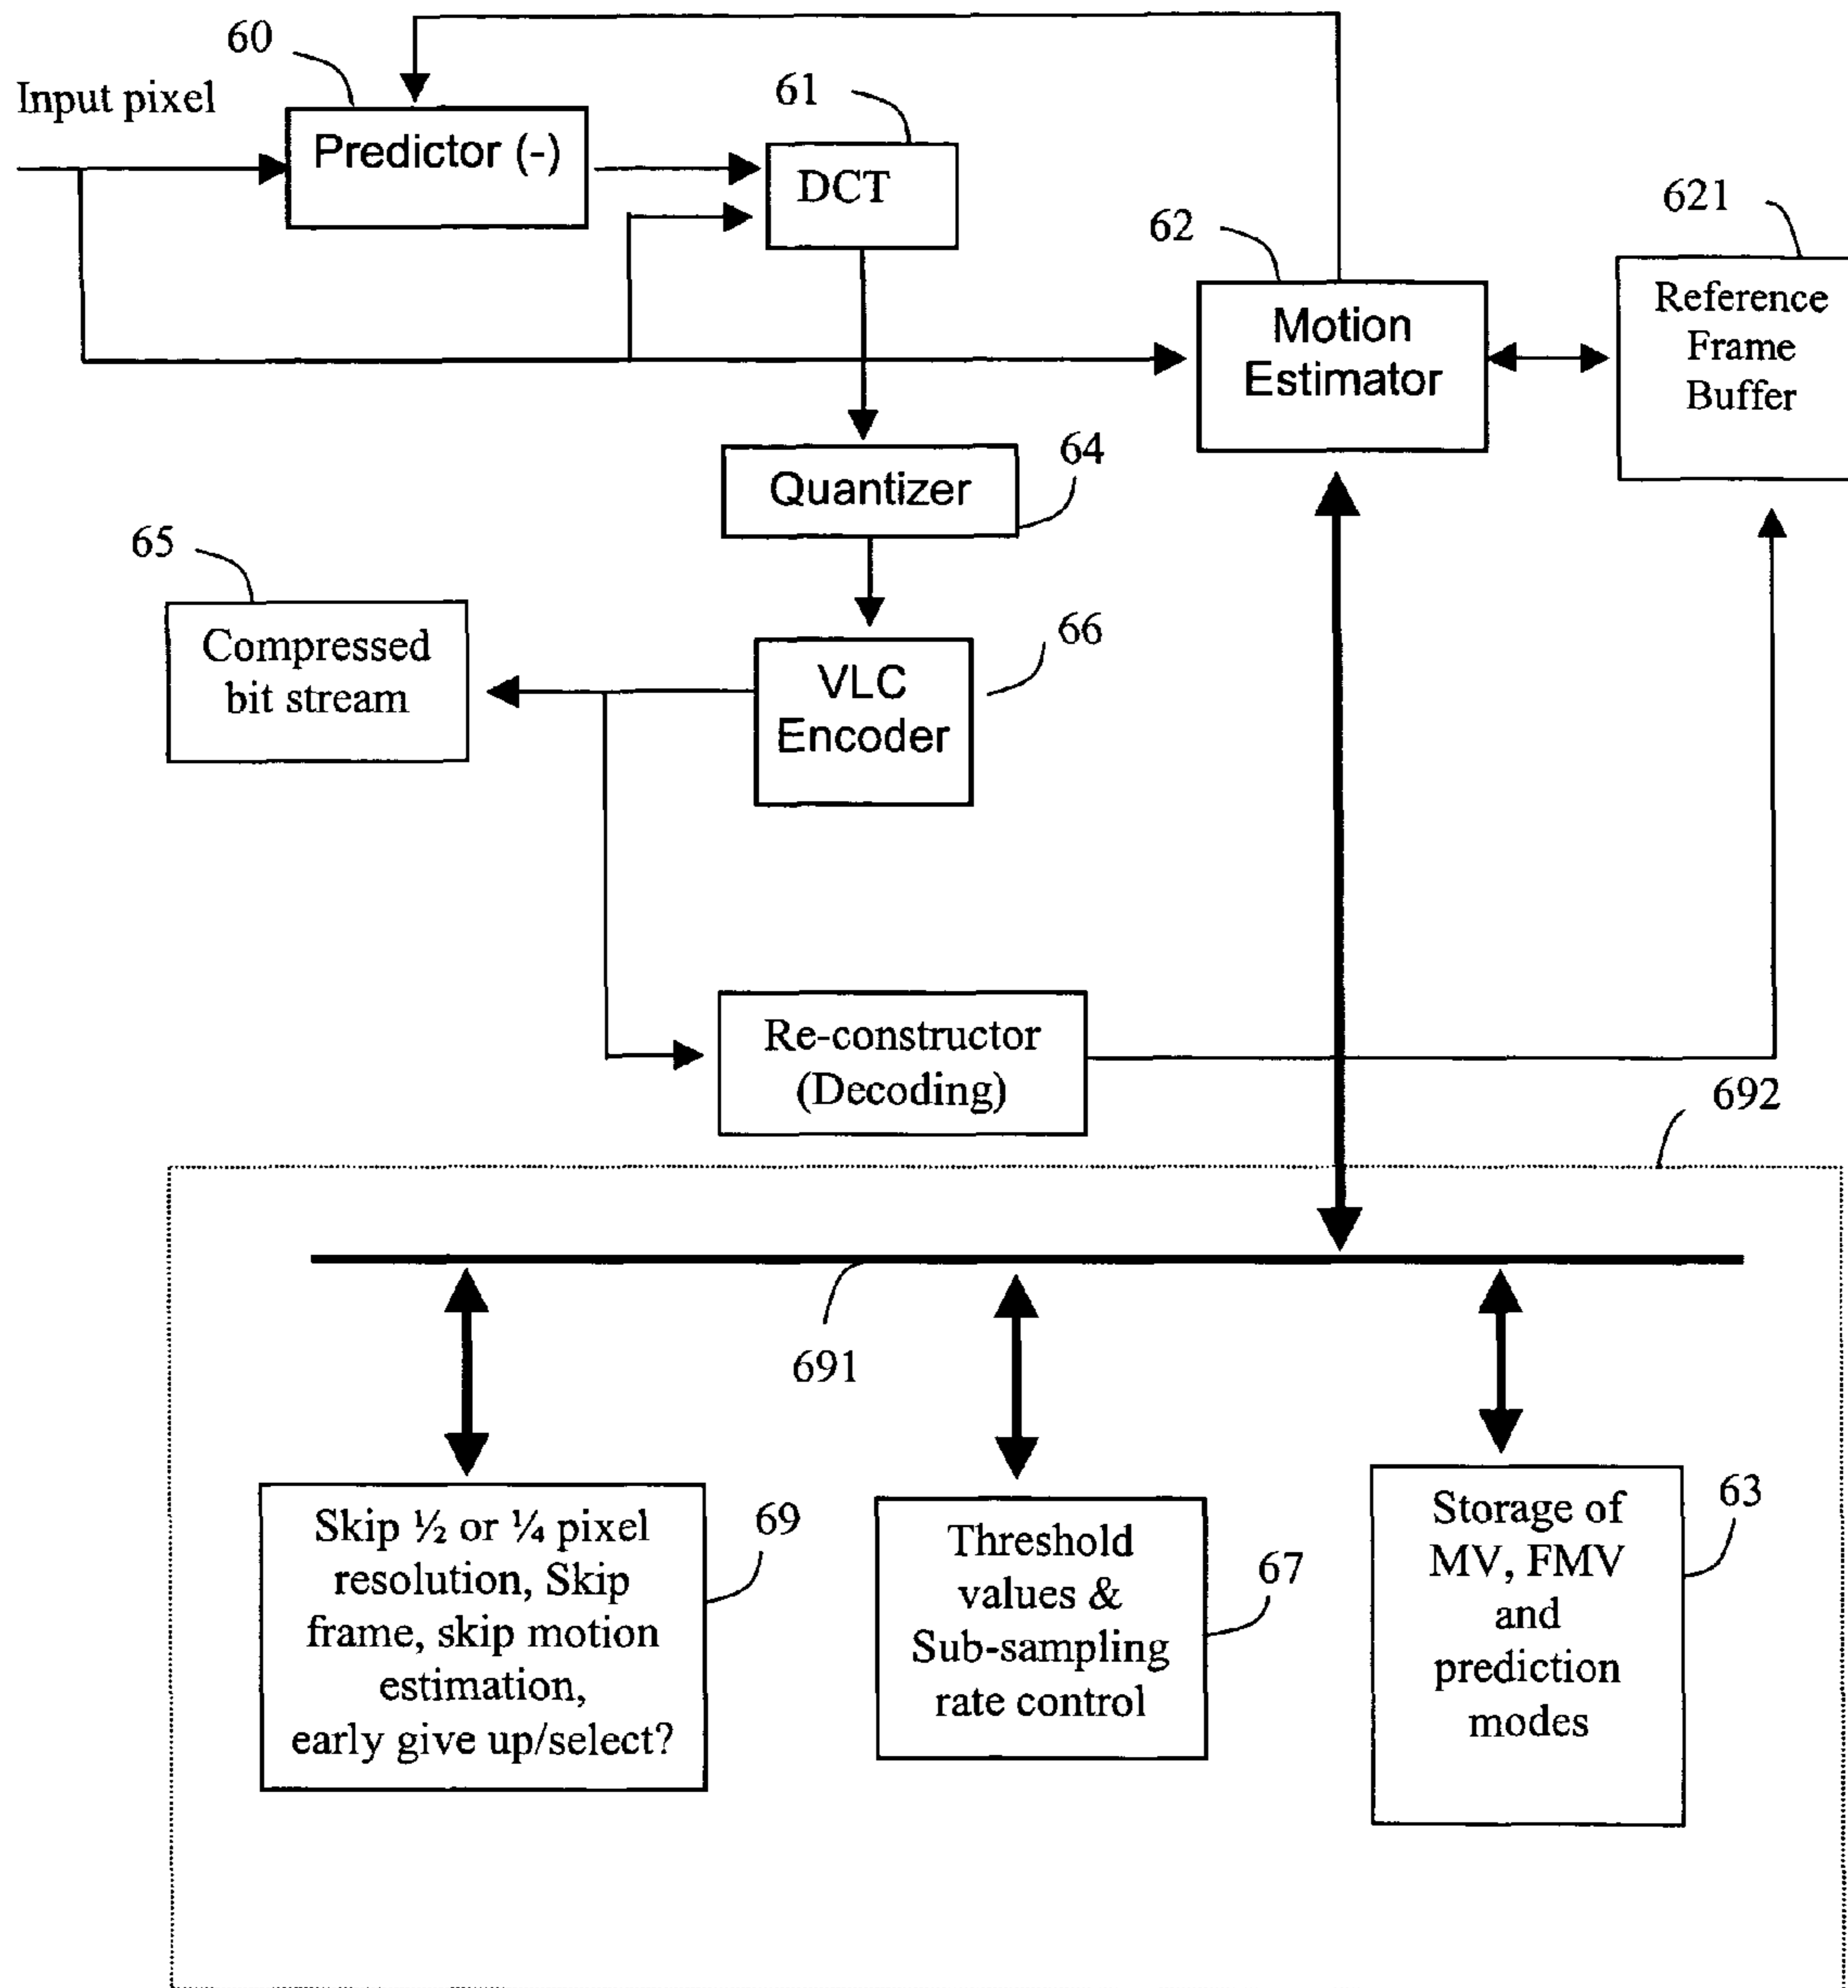 60
Input pixel
Predictor (-)
61
DCT
62
621
Motion
Estimator
Reference
Frame
Buffer
Quantizer
64
65
Compressed
bit stream
VLC
Encoder
66
Re-constructor
(Decoding)
692
691
Skip ½ or ¼ pixel
resolution, Skip
frame, skip motion
estimation,
early give up/select?
69
Threshold
values &
Sub-sampling
rate control
67
Storage of
MV, FMV
and
prediction
modes
63